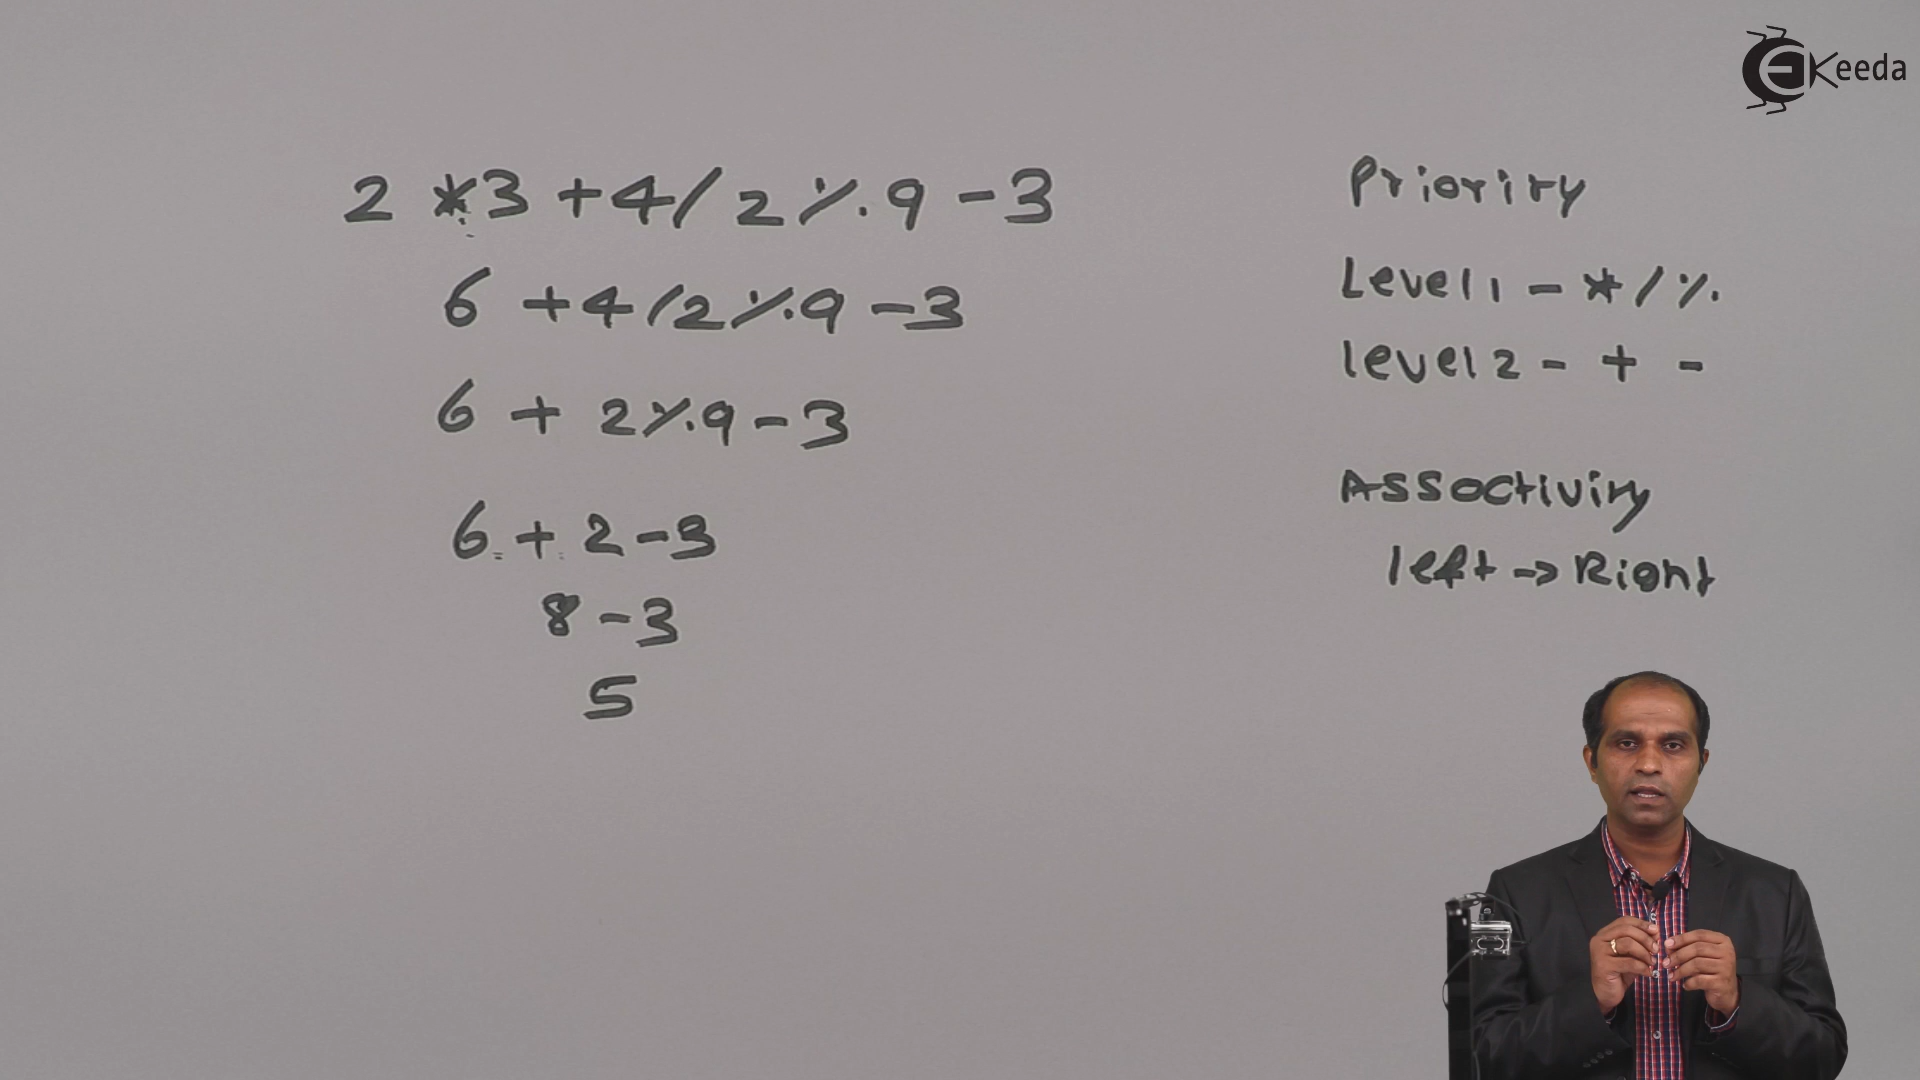 EKeeda
2 * 3 + 4 / 2 % 9 - 3
6 + 4 / 2 % 9 - 3
6 + 2 % 9 - 3
6 + 2 - 3
8 - 3
5
Priority
Level 1 - * / %
level 2 - + -
Assoctivity
left -> Right